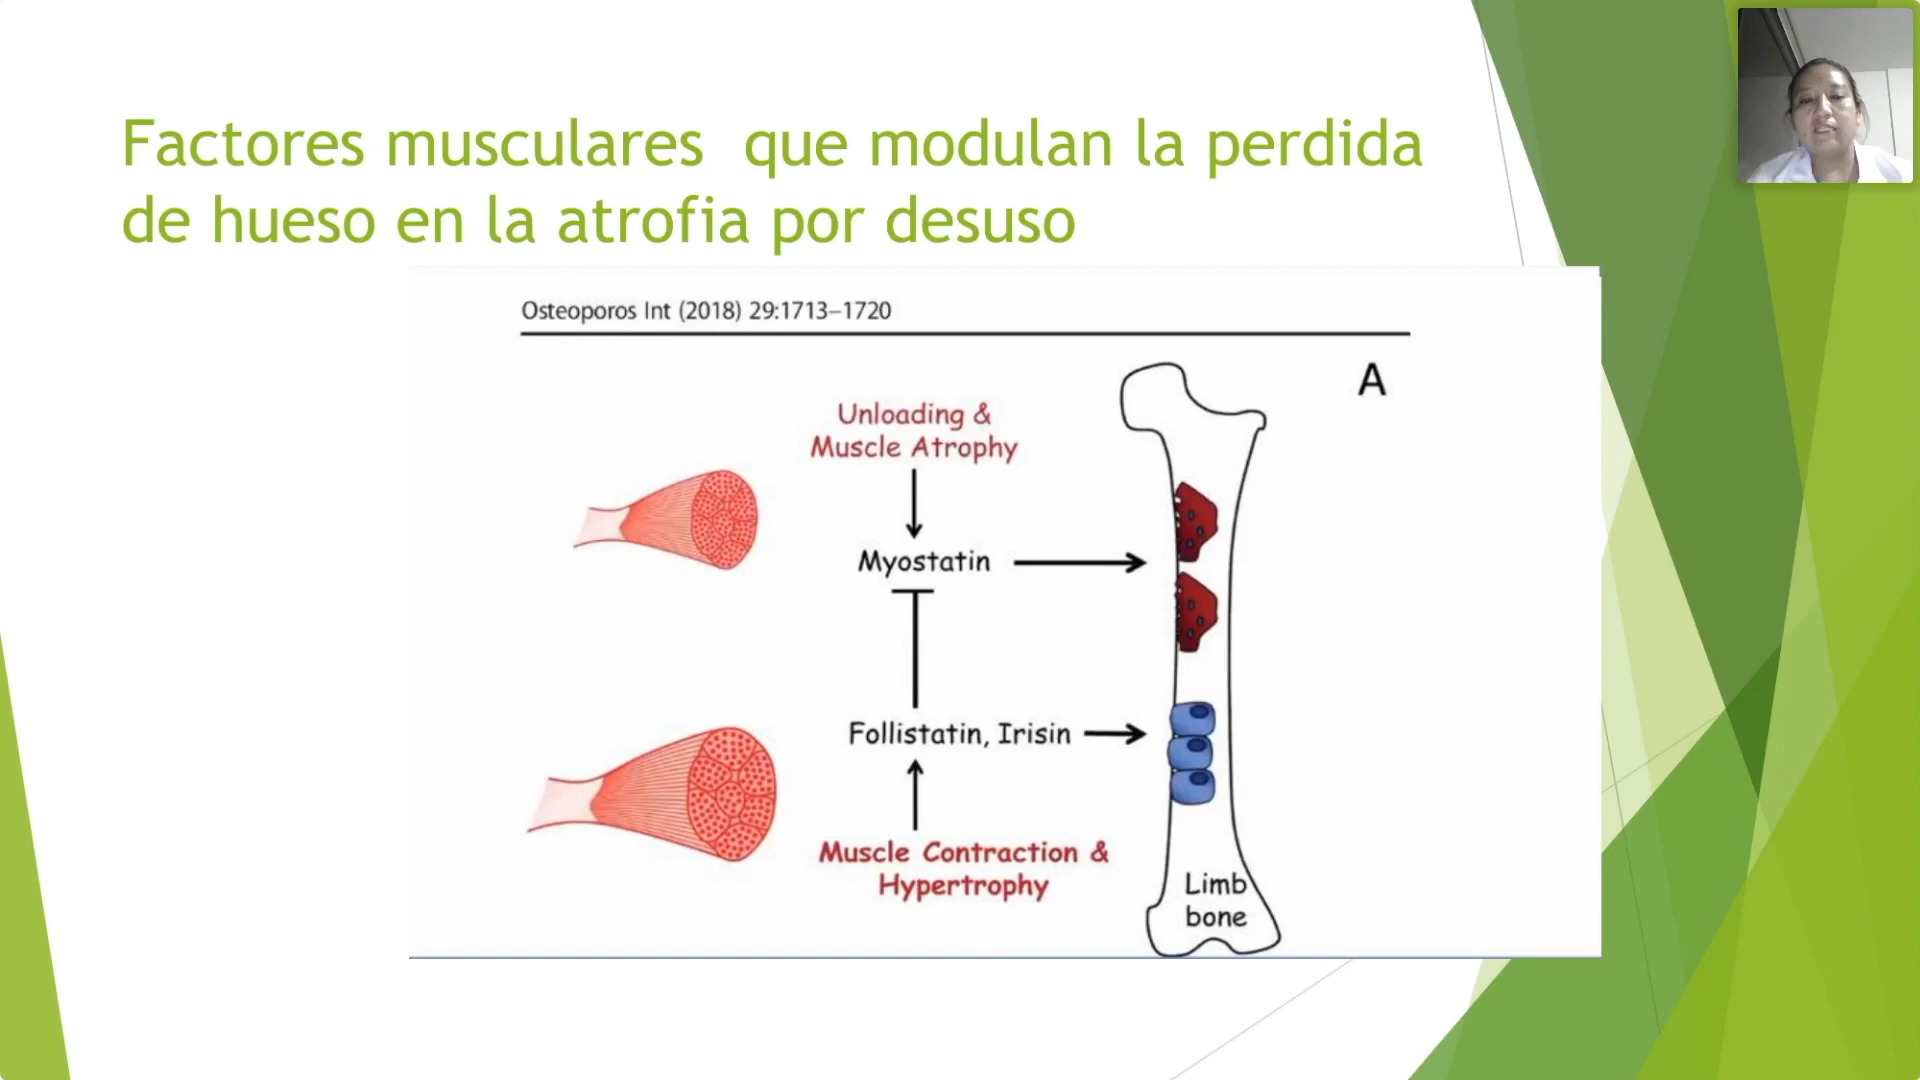 Factores musculares  que modulan la perdida
de hueso en la atrofia por desuso
Osteoporos Int (2018) 29:1713–1720
A
Unloading &
Muscle Atrophy
Myostatin
Follistatin, Irisin
Muscle Contraction &
Hypertrophy
Limb
bone